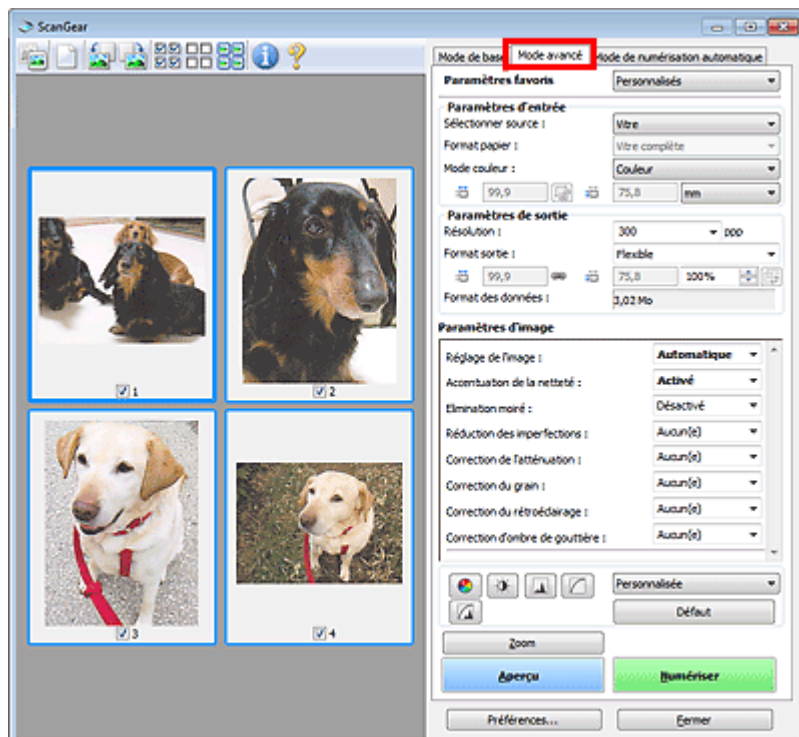 ScanGear
Mode de base Mode avancé Mode de numérisation automatique
Paramètres favoris Personnalisés
Paramètres d'entrée
Sélectionner source : Vitre
Format papier : Vitre complète
Mode couleur : Couleur
99,9 75,8 mm
Paramètres de sortie
Résolution : 300 ppp
Format sortie : Flexible
99,9 75,8 100%
Format des données : 3,02 Mo
Paramètres d'image
Réglage de l'image : Automatique
Accentuation de la netteté : Activé
Elimination moiré : Désactivé
Réduction des imperfections : Aucun(e)
Correction de l'atténuation : Aucun(e)
Correction du grain : Aucun(e)
Correction du rétroéclairage : Aucun(e)
Correction d'ombre de gouttière : Aucun(e)
Personnalisée
Défaut
Zoom
Aperçu Numériser
Préférences... Fermer
1
2
3
4